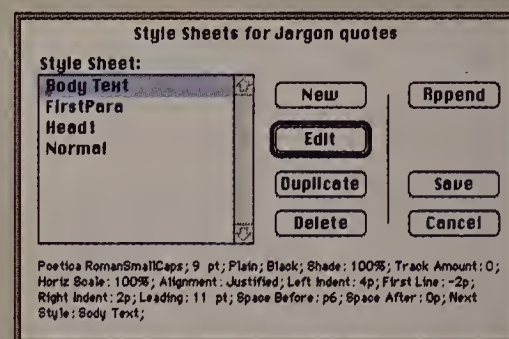 Style Sheets for Jargon quotes
Style Sheet:
Body Text
FirstPara
Head1
Normal
New
Append
Edit
Duplicate
Save
Delete
Cancel
Poetica RomanSmallCaps; 9 pt; Plain; Black; Shade: 100%; Track Amount: 0;
Horiz Scale: 100%; Alignment: Justified; Left Indent: 4p; First Line: -2p;
Right Indent: 2p; Leading: 11 pt; Space Before: p6; Space After: 0p; Next
Style: Body Text;